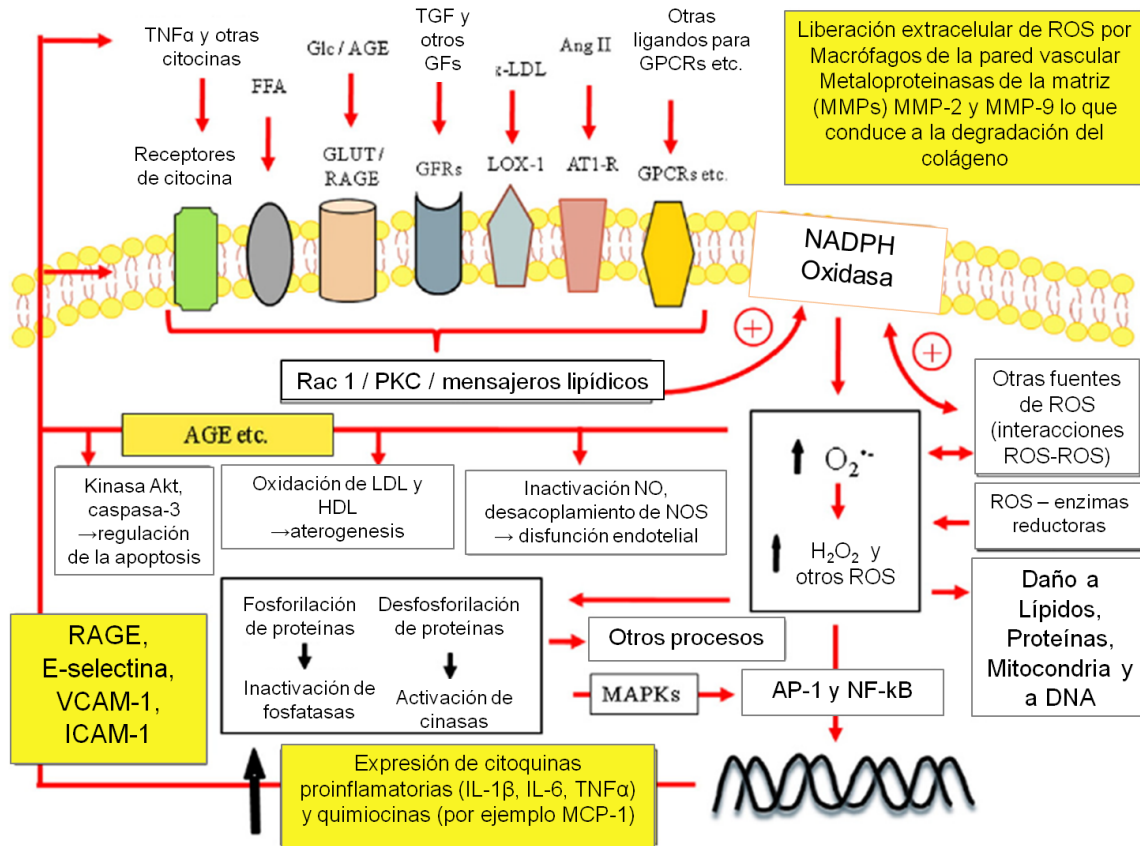 TNFα y otras
citocinas
FFA
Glc / AGE
TGF y
otros
GFs
ε-LDL
Ang II
Otras
ligandos para
GPCRs etc.
Liberación extracelular de ROS por
Macrófagos de la pared vascular
Metaloproteinasas de la matriz
(MMPs) MMP-2 y MMP-9 lo que
conduce a la degradación del
colágeno
Receptores
de citocina
GLUT/
RAGE
GFRs
LOX-1
AT1-R
GPCRs etc.
NADPH
Oxidasa
+
+
Rac 1 / PKC / mensajeros lipídicos
Otras fuentes
de ROS
(interacciones
ROS-ROS)
AGE etc.
Kinasa Akt,
caspasa-3
→regulación
de la apoptosis
Oxidación de LDL y
HDL
→aterogenesis
Inactivación NO,
desacoplamiento de NOS
→ disfunción endotelial
O₂•-
H₂O₂ y
otros ROS
ROS – enzimas
reductoras
Daño a
Lípidos,
Proteínas,
Mitocondria y
a DNA
Fosforilación
de proteínas
Inactivación de
fosfatasas
Desfosforilación
de proteínas
Activación de
cinasas
Otros procesos
MAPKs
AP-1 y NF-kB
RAGE,
E-selectina,
VCAM-1,
ICAM-1
Expresión de citoquinas
proinflamatorias (IL-1β, IL-6, TNFα)
y quimiocinas (por ejemplo MCP-1)